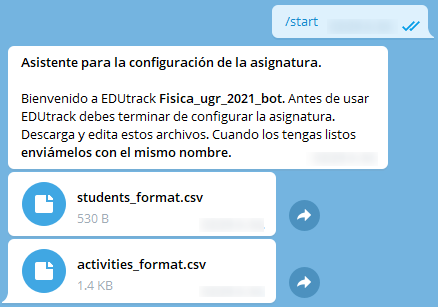 /start
Asistente para la configuración de la asignatura.
Bienvenido a EDUtrack Fisica_ugr_2021_bot. Antes de usar
EDUtrack debes terminar de configurar la asignatura.
Descarga y edita estos archivos. Cuando los tengas listos
enviámelos con el mismo nombre.
students_format.csv
530 B
activities_format.csv
1.4 KB